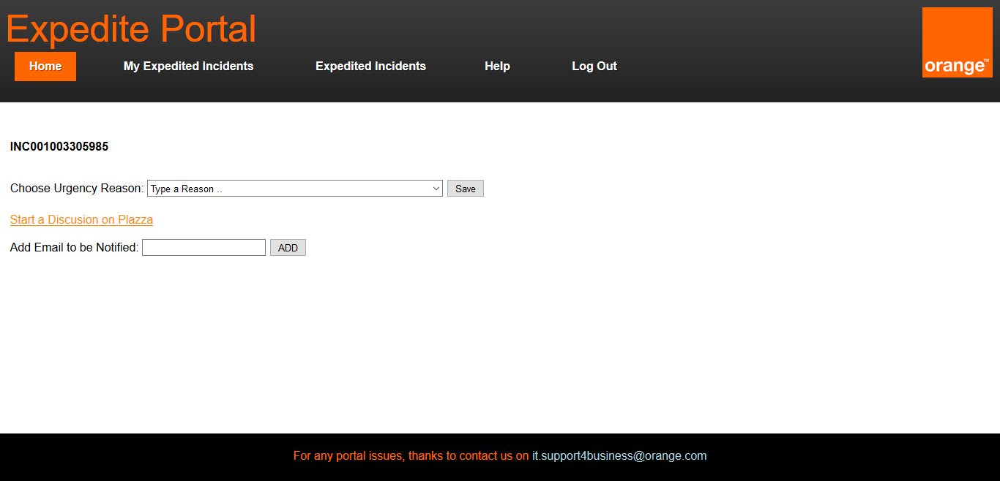 Expedite Portal
Home My Expedited Incidents Expedited Incidents Help Log Out
orange™
INC001003305985
Choose Urgency Reason: Type a Reason .. Save
Start a Discusion on Plazza
Add Email to be Notified: ADD
For any portal issues, thanks to contact us on it.support4business@orange.com